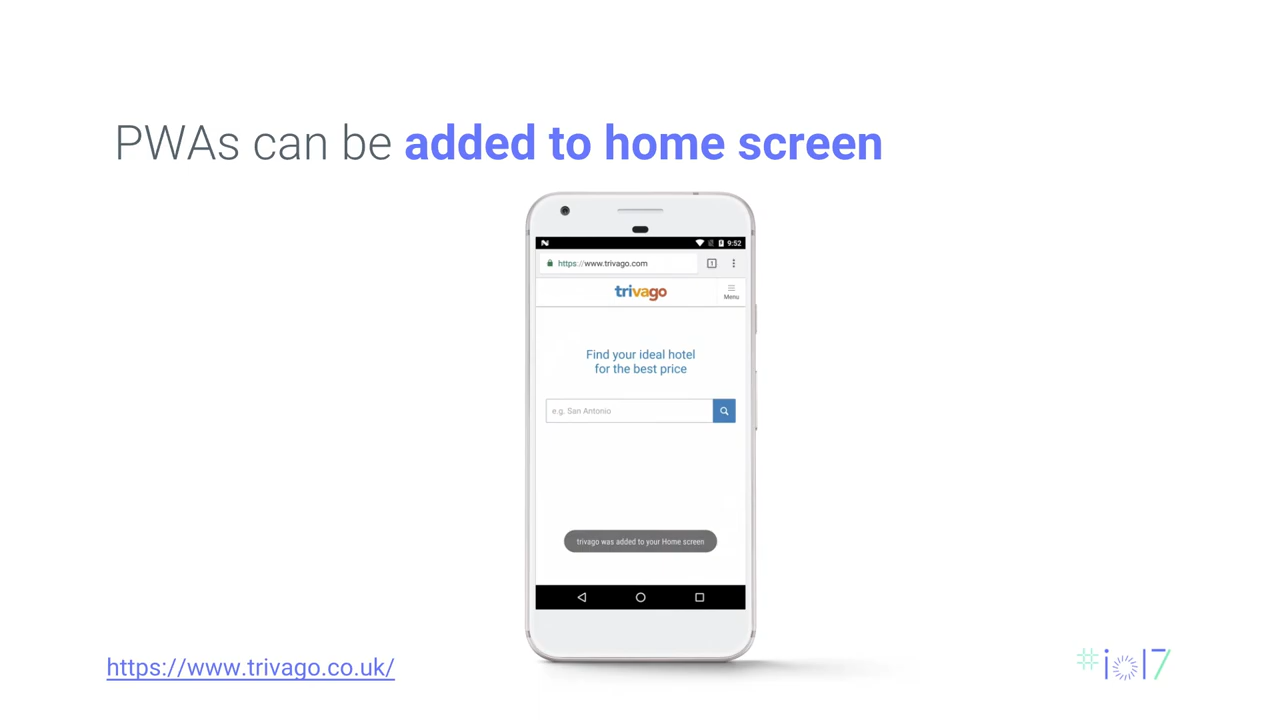 PWAs can be added to home screen
9:52
https://www.trivago.com
1
trivago
Menu
Find your ideal hotel
for the best price
e.g. San Antonio
trivago was added to your Home screen
https://www.trivago.co.uk/
#io17